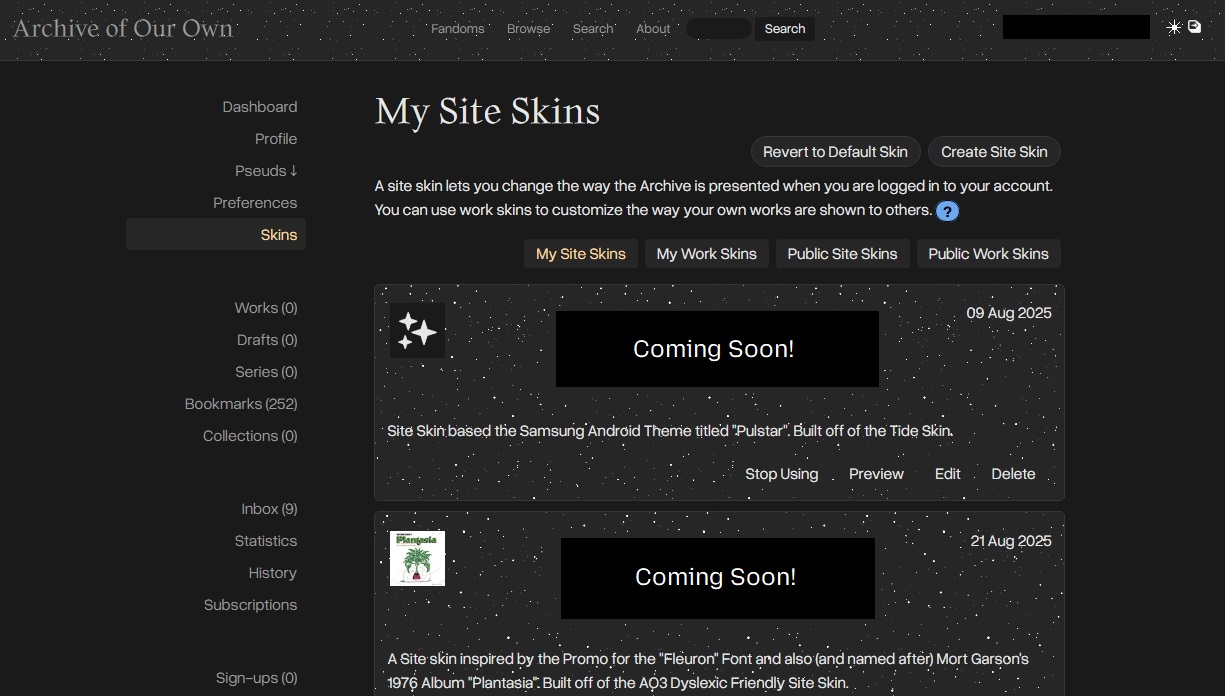 Archive of Our Own
Fandoms Browse Search About Search
Dashboard
Profile
Pseuds ↓
Preferences
Skins
Works (0)
Drafts (0)
Series (0)
Bookmarks (252)
Collections (0)
Inbox (9)
Statistics
History
Subscriptions
Sign-ups (0)
My Site Skins
Revert to Default Skin Create Site Skin
A site skin lets you change the way the Archive is presented when you are logged in to your account.
You can use work skins to customize the way your own works are shown to others. ?
My Site Skins My Work Skins Public Site Skins Public Work Skins
09 Aug 2025
Coming Soon!
Site Skin based the Samsung Android Theme titled "Pulstar". Built off of the Tide Skin.
Stop Using Preview Edit Delete
Plantasia
21 Aug 2025
Coming Soon!
A Site skin inspired by the Promo for the "Fleuron" Font and also (and named after) Mort Garson's
1976 Album "Plantasia". Built off of the AO3 Dyslexic Friendly Site Skin.